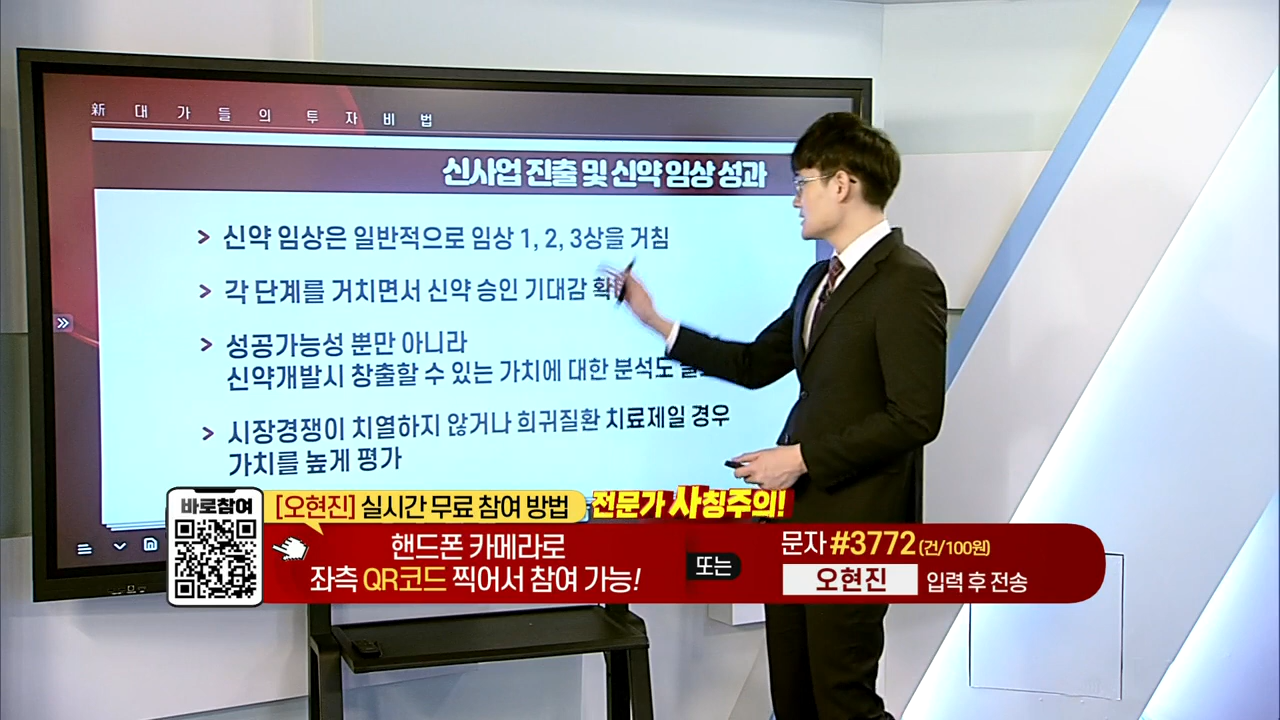 新 대 가 들 의 투 자 비 법
신사업 진출 및 신약 임상 성과
> 신약 임상은 일반적으로 임상 1, 2, 3상을 거침
> 각 단계를 거치면서 신약 승인 기대감
> 성공가능성 뿐만 아니라
신약개발시 창출할 수 있는 가치에 대한 분석도
> 시장경쟁이 치열하지 않거나 희귀질환 치료제일 경우
가치를 높게 평가
바로참여
[오현진] 실시간 무료 참여 방법
전문가 사칭주의!
핸드폰 카메라로
좌측 QR코드 찍어서 참여 가능!
또는
문자 #3772 (건/100원)
오현진 입력 후 전송